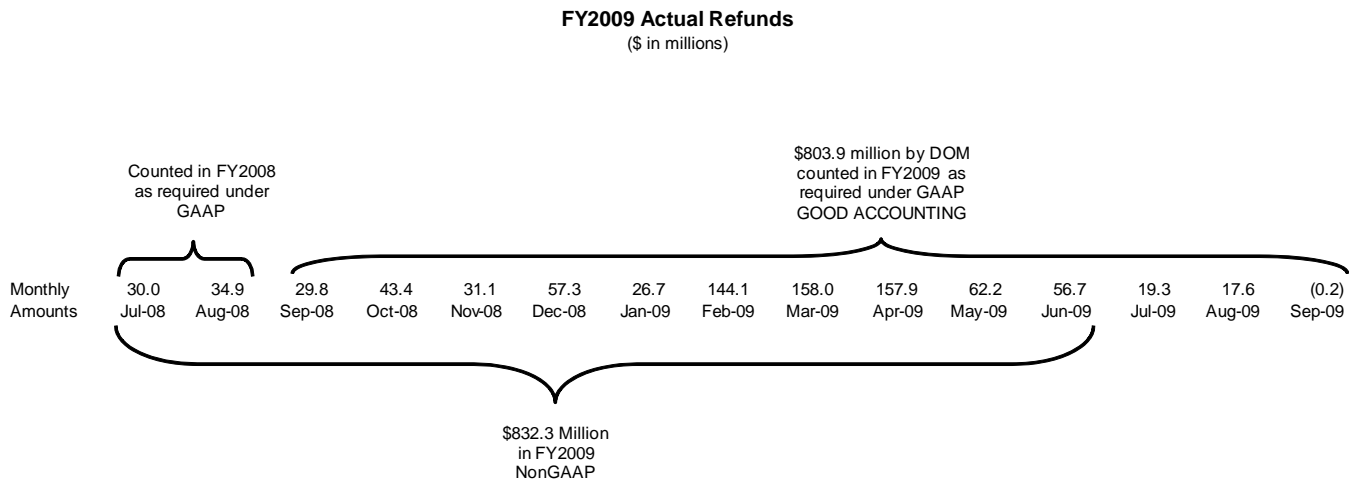 FY2009 Actual Refunds
($ in millions)
Counted in FY2008
as required under
GAAP
$803.9 million by DOM
counted in FY2009 as
required under GAAP
GOOD ACCOUNTING
Monthly 30.0 34.9 29.8 43.4 31.1 57.3 26.7 144.1 158.0 157.9 62.2 56.7 19.3 17.6 (0.2)
Amounts Jul-08 Aug-08 Sep-08 Oct-08 Nov-08 Dec-08 Jan-09 Feb-09 Mar-09 Apr-09 May-09 Jun-09 Jul-09 Aug-09 Sep-09
$832.3 Million
in FY2009
NonGAAP